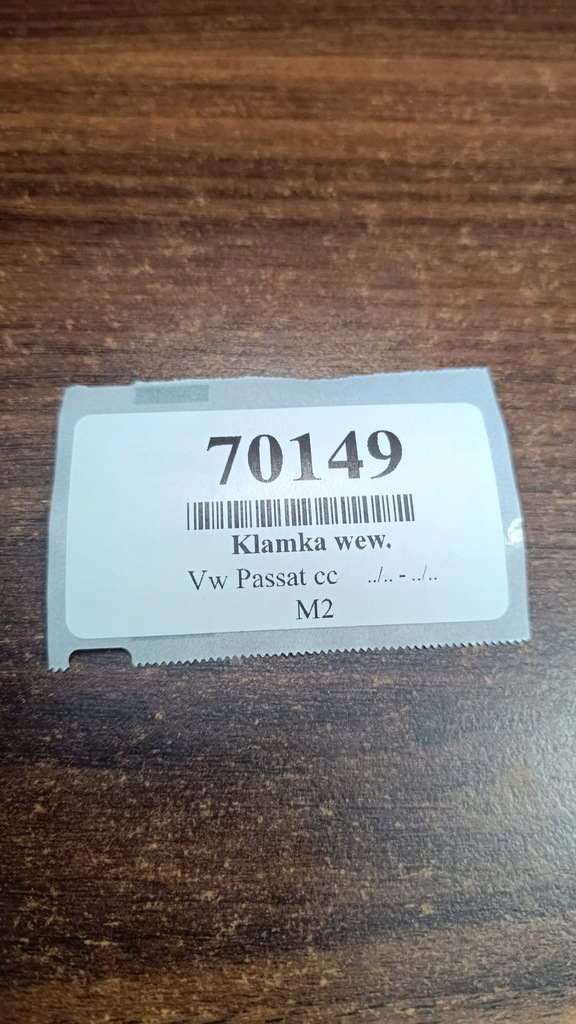 70149
Klamka wew.
Vw Passat cc ../.. - ../..
M2